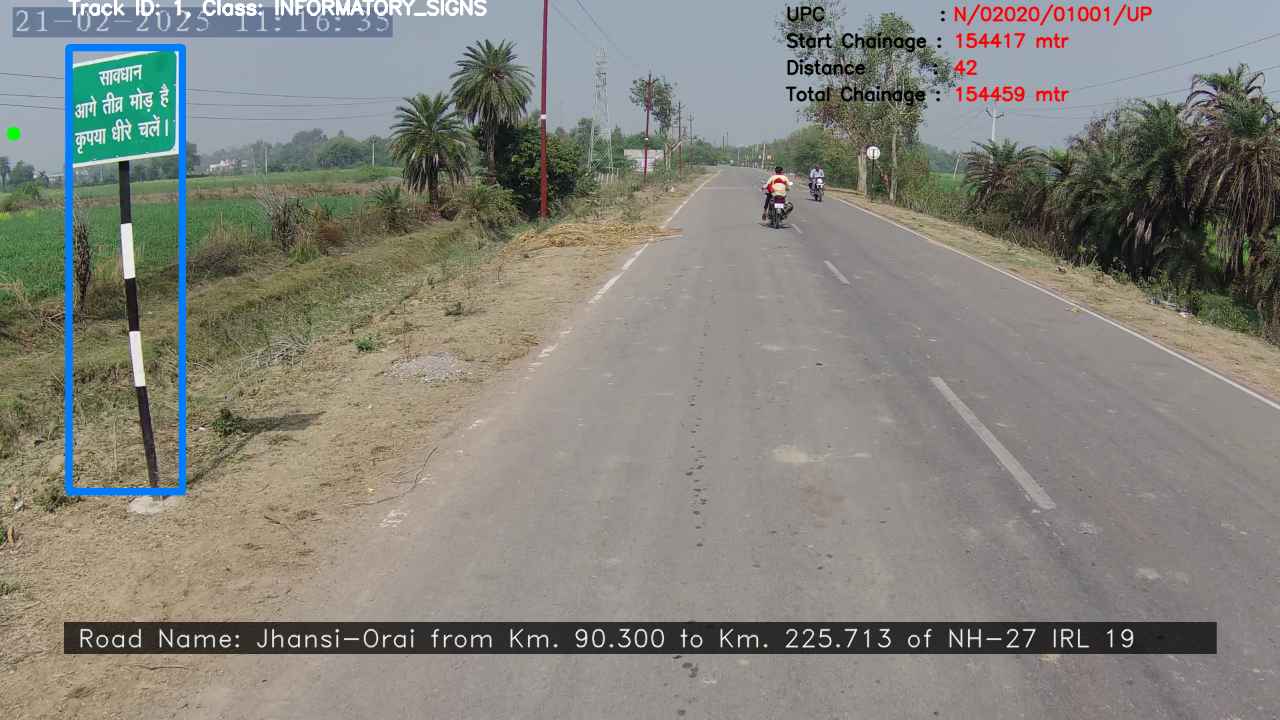 Track ID: 1, Class: INFORMATORY_SIGNS
21-02-2025 11:16:35
UPC : N/02020/01001/UP
Start Chainage : 154417 mtr
Distance : 42
Total Chainage : 154459 mtr
सावधान
आगे तीव्र मोड़ है
कृपया धीरे चलें।
Road Name: Jhansi-Orai from Km. 90.300 to Km. 225.713 of NH-27 IRL 19